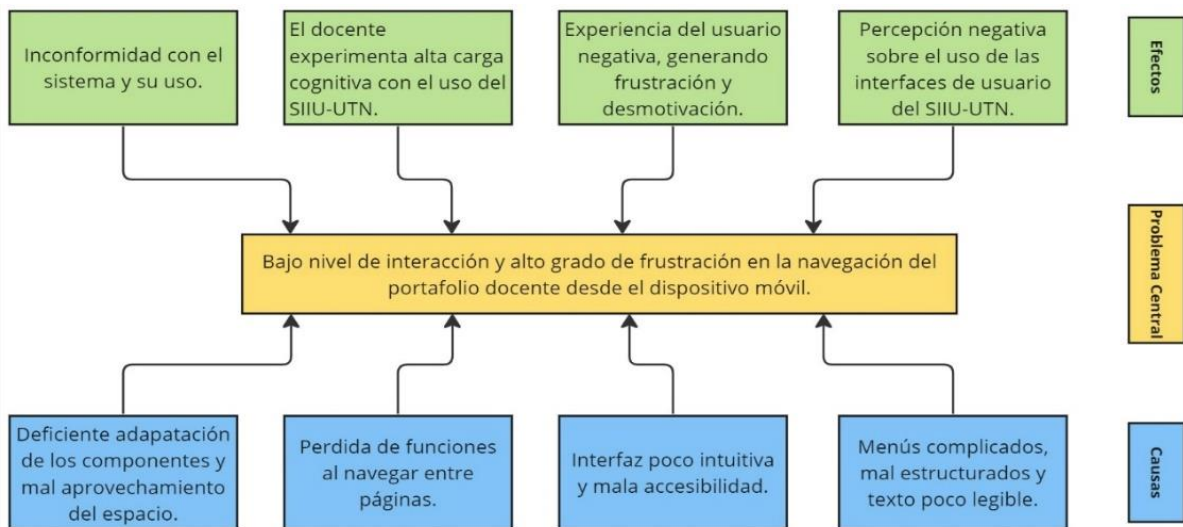 Inconformidad con el
sistema y su uso.
El docente
experimenta alta carga
cognitiva con el uso del
SIIU-UTN.
Experiencia del usuario
negativa, generando
frustración y
desmotivación.
Percepción negativa
sobre el uso de las
interfaces de usuario
del SIIU-UTN.
Efectos
Bajo nivel de interacción y alto grado de frustración en la navegación del
portafolio docente desde el dispositivo móvil.
Problema Central
Deficiente adapatación
de los componentes y
mal aprovechamiento
del espacio.
Perdida de funciones
al navegar entre
páginas.
Interfaz poco intuitiva
y mala accesibilidad.
Menús complicados,
mal estructurados y
texto poco legible.
Causas